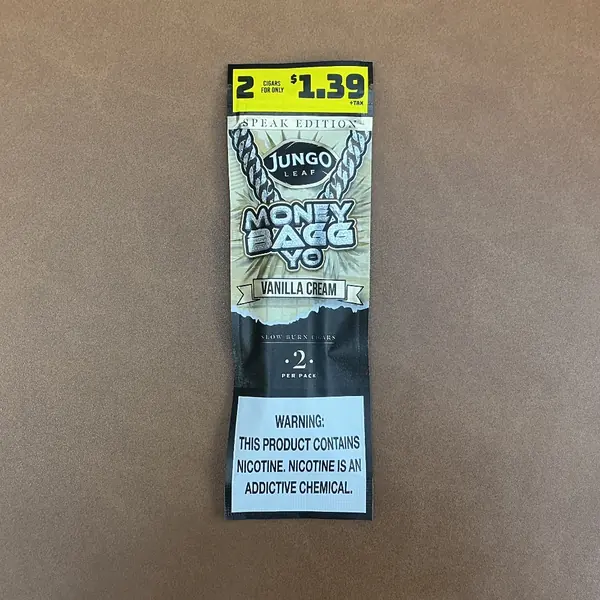 2 CIGARS FOR ONLY $1.39 +TAX
SPEAK EDITION
JUNGO
LEAF
MONEY
BAGG
YO
VANILLA CREAM
SLOW BURN CIGARS
·2·
PER PACK
WARNING:
THIS PRODUCT CONTAINS
NICOTINE. NICOTINE IS AN
ADDICTIVE CHEMICAL.